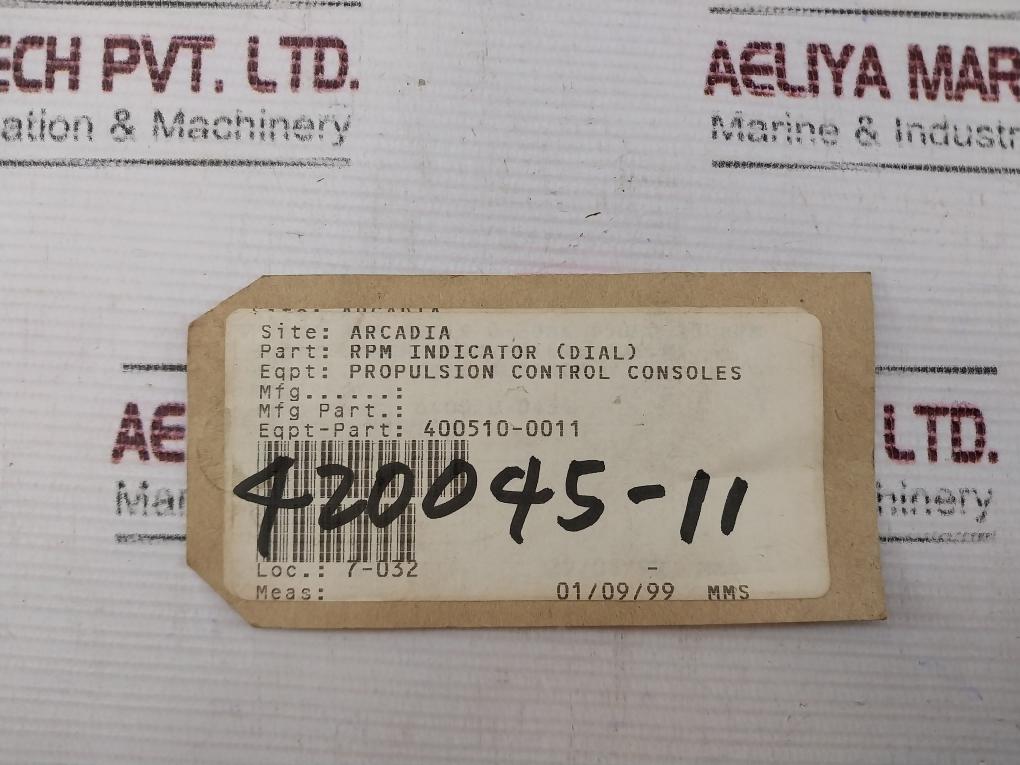 ECH PVT. LTD.
ation & Machinery
AELIYA MAR
Marine & Industr
Site: ARCADIA
Part: RPM INDICATOR (DIAL)
Eqpt: PROPULSION CONTROL CONSOLES
Mfg......:
Mfg Part.:
Eqpt-Part: 400510-0011
420045-11
Loc.: 7-032 -
Meas: 01/09/99 MMS
AE
Mar
LTD.
hinery